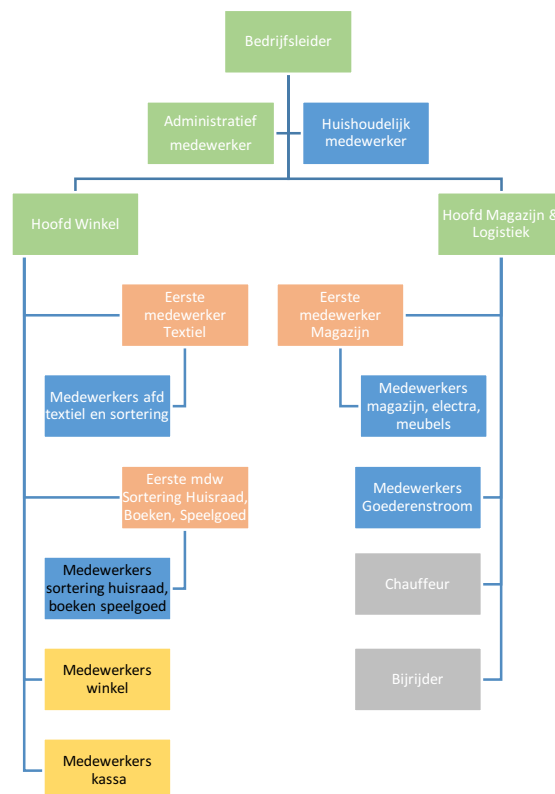 Bedrijfsleider
Administratief
medewerker
Huishoudelijk
medewerker
Hoofd Winkel
Hoofd Magazijn &
Logistiek
Eerste
medewerker
Textiel
Eerste
medewerker
Magazijn
Medewerkers afd
textiel en sortering
Medewerkers
magazijn, electra,
meubels
Eerste mdw
Sortering Huisraad,
Boeken, Speelgoed
Medewerkers
Goederenstroom
Medewerkers
sortering huisraad,
boeken speelgoed
Chauffeur
Medewerkers
winkel
Bijrijder
Medewerkers
kassa